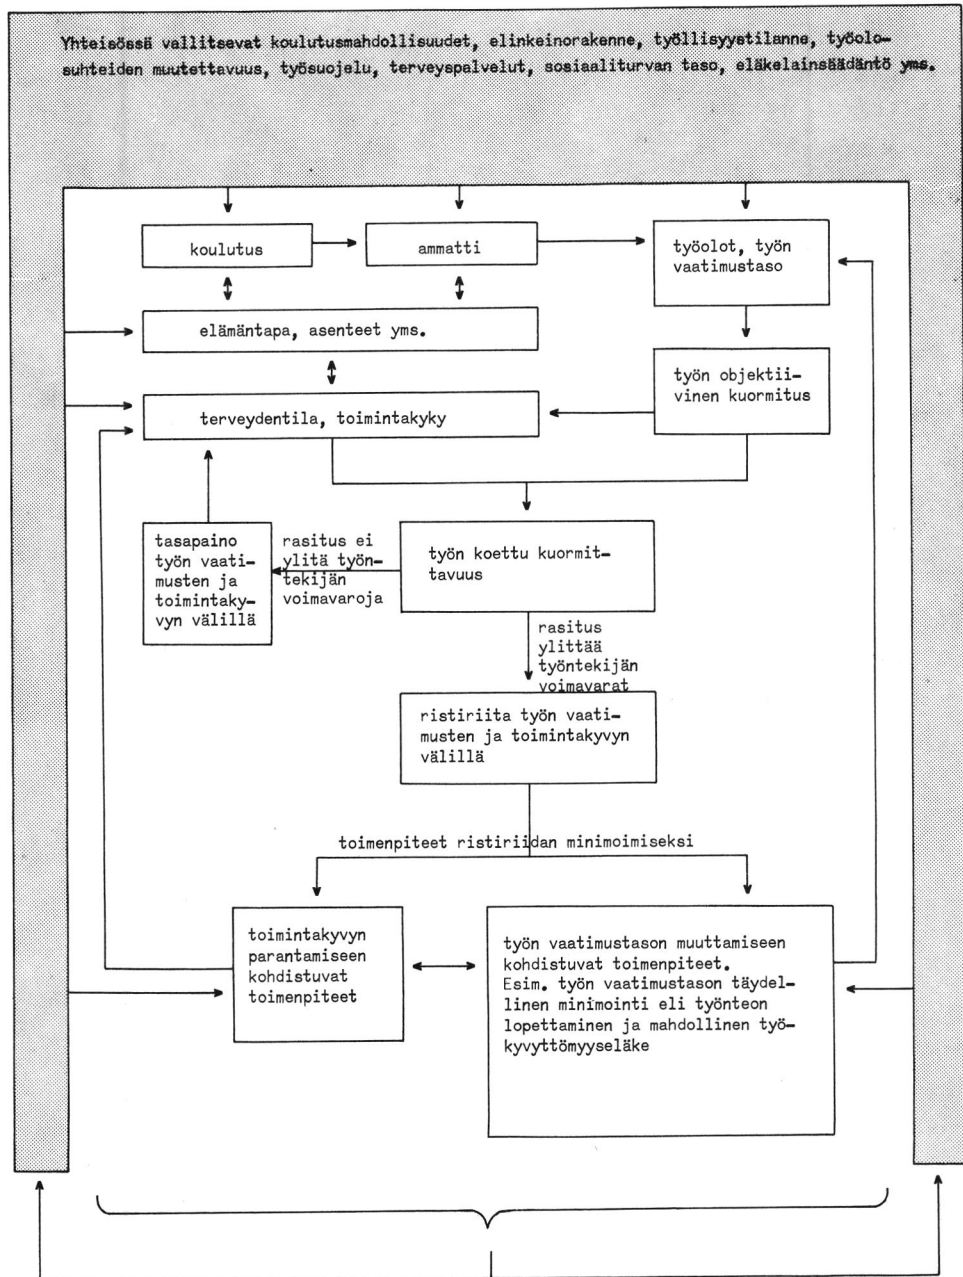 Yhteisössä vallitsevat koulutusmahdollisuudet, elinkeinorakenne, työllisyystilanne, työolo-
suhteiden muutettavuus, työsuojelu, terveyspalvelut, sosiaaliturvan taso, eläkelainsäädäntö yms.
koulutus
ammatti
työolot, työn
vaatimustaso
elämäntapa, asenteet yms.
työn objektii-
vinen kuormitus
terveydentila, toimintakyky
tasapaino
työn vaati-
musten ja
toimintaky-
vyn välillä
rasitus ei
ylitä työn-
tekijän
voimavaroja
työn koettu kuormit-
tavuus
rasitus
ylittää
työntekijän
voimavarat
ristiriita työn vaati-
musten ja toimintakyvyn
välillä
toimenpiteet ristiriidan minimoimiseksi
toimintakyvyn
parantamiseen
kohdistuvat
toimenpiteet
työn vaatimustason muuttamiseen
kohdistuvat toimenpiteet.
Esim. työn vaatimustason täydel-
linen minimointi eli työnteon
lopettaminen ja mahdollinen työ-
kyvyttömyyseläke